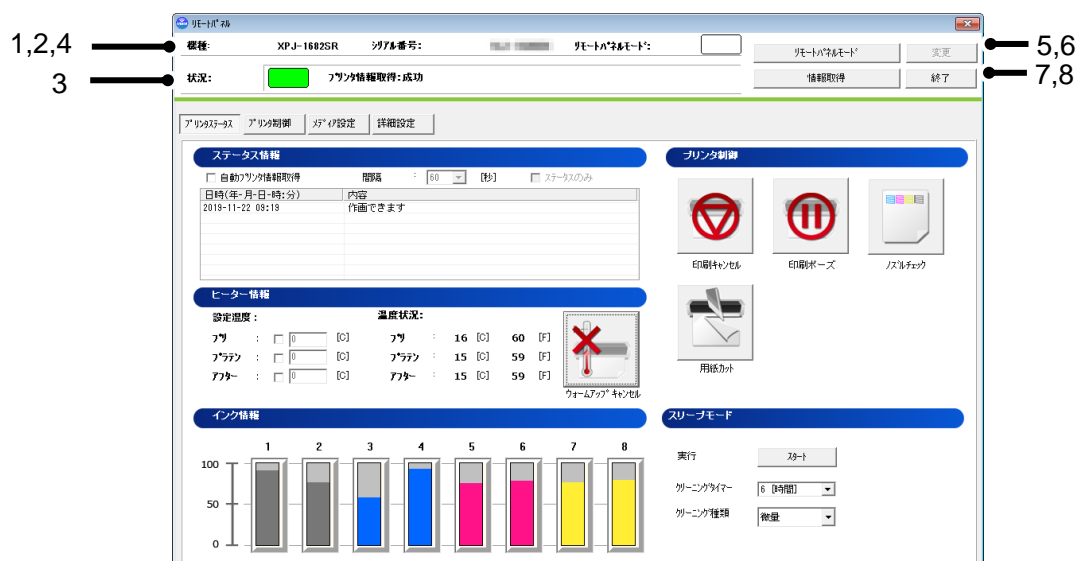 リモートパネル
1,2,4
機種: XPJ-1682SR シリアル番号: リモートパネルモード:
リモートパネルモード 変更
5,6
3
状況: プリンタ情報取得:成功
情報取得 終了
7,8
プリンタステータス プリンタ制御 メディア設定 詳細設定
ステータス情報
自動プリンタ情報取得 間隔 : 60 [秒] ステータスのみ
日時(年-月-日-時:分) 内容
2019-11-22 09:19 作画できます
ヒーター情報
設定温度: 温度状況:
プリ : 0 [C] プリ : 16 [C] 60 [F]
プラテン : 0 [C] プラテン : 15 [C] 59 [F]
アフター : 0 [C] アフター : 15 [C] 59 [F]
ウォームアップキャンセル
インク情報
1 2 3 4 5 6 7 8
100
50
0
プリンタ制御
印刷キャンセル 印刷ポーズ ノズルチェック
用紙カット
スリープモード
実行 スタート
クリーニングタイマー 6 [時間]
クリーニング種類 微量